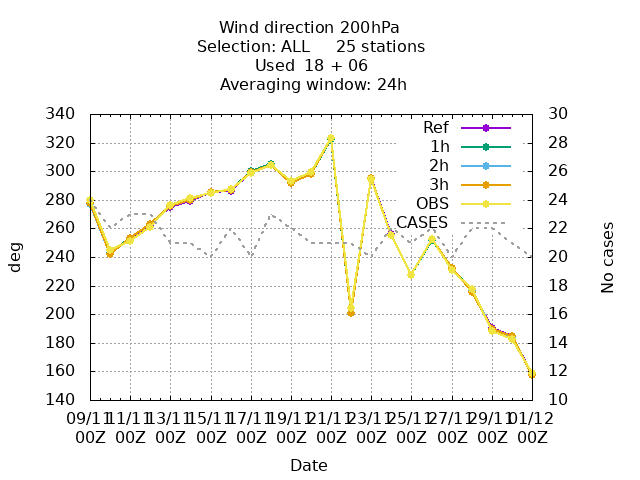 Wind direction 200hPa
Selection: ALL 25 stations
Used 18 + 06
Averaging window: 24h
340
320
300
280
260
240
220
200
180
160
140
deg
30
28
26
24
22
20
18
16
14
12
10
No cases
Ref
1h
2h
3h
OBS
CASES
09/11 11/11 13/11 15/11 17/11 19/11 21/11 23/11 25/11 27/11 29/11 01/12
00Z 00Z 00Z 00Z 00Z 00Z 00Z 00Z 00Z 00Z 00Z 00Z
Date